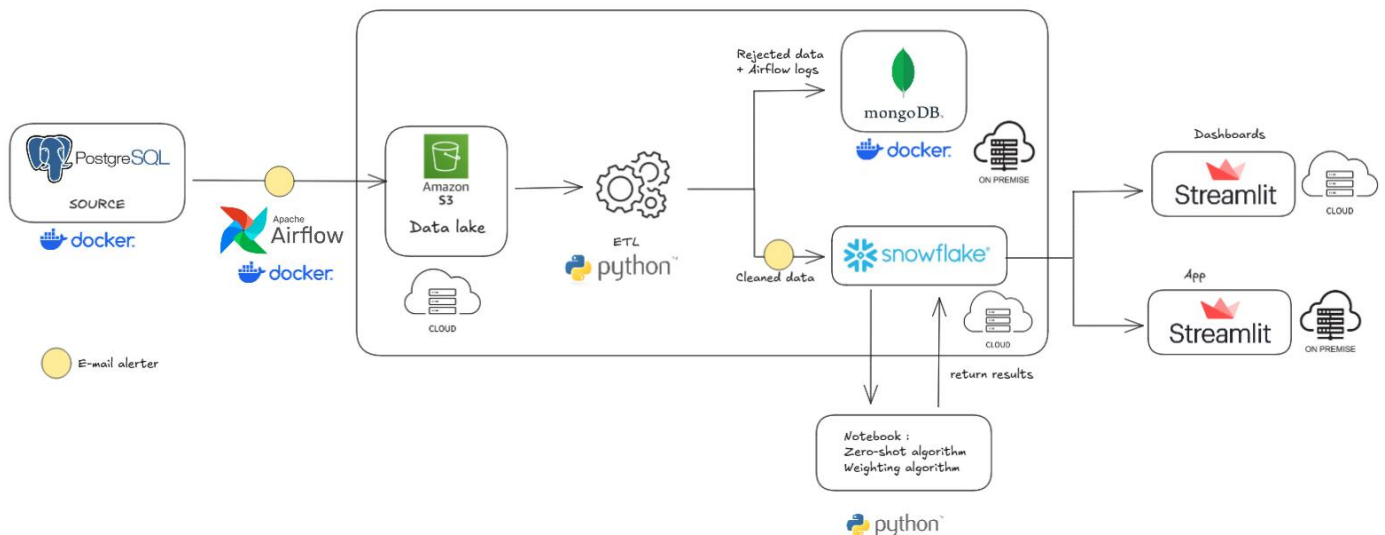 PostgreSQL
SOURCE
docker
Apache
Airflow
docker
E-mail alerter
Amazon
S3
Data lake
CLOUD
ETL
python™
Rejected data
+ Airflow logs
mongoDB.
docker
ON PREMISE
Cleaned data
snowflake®
CLOUD
return results
Notebook :
Zero-shot algorithm
Weighting algorithm
python™
Dashboards
Streamlit
CLOUD
App
Streamlit
ON PREMISE